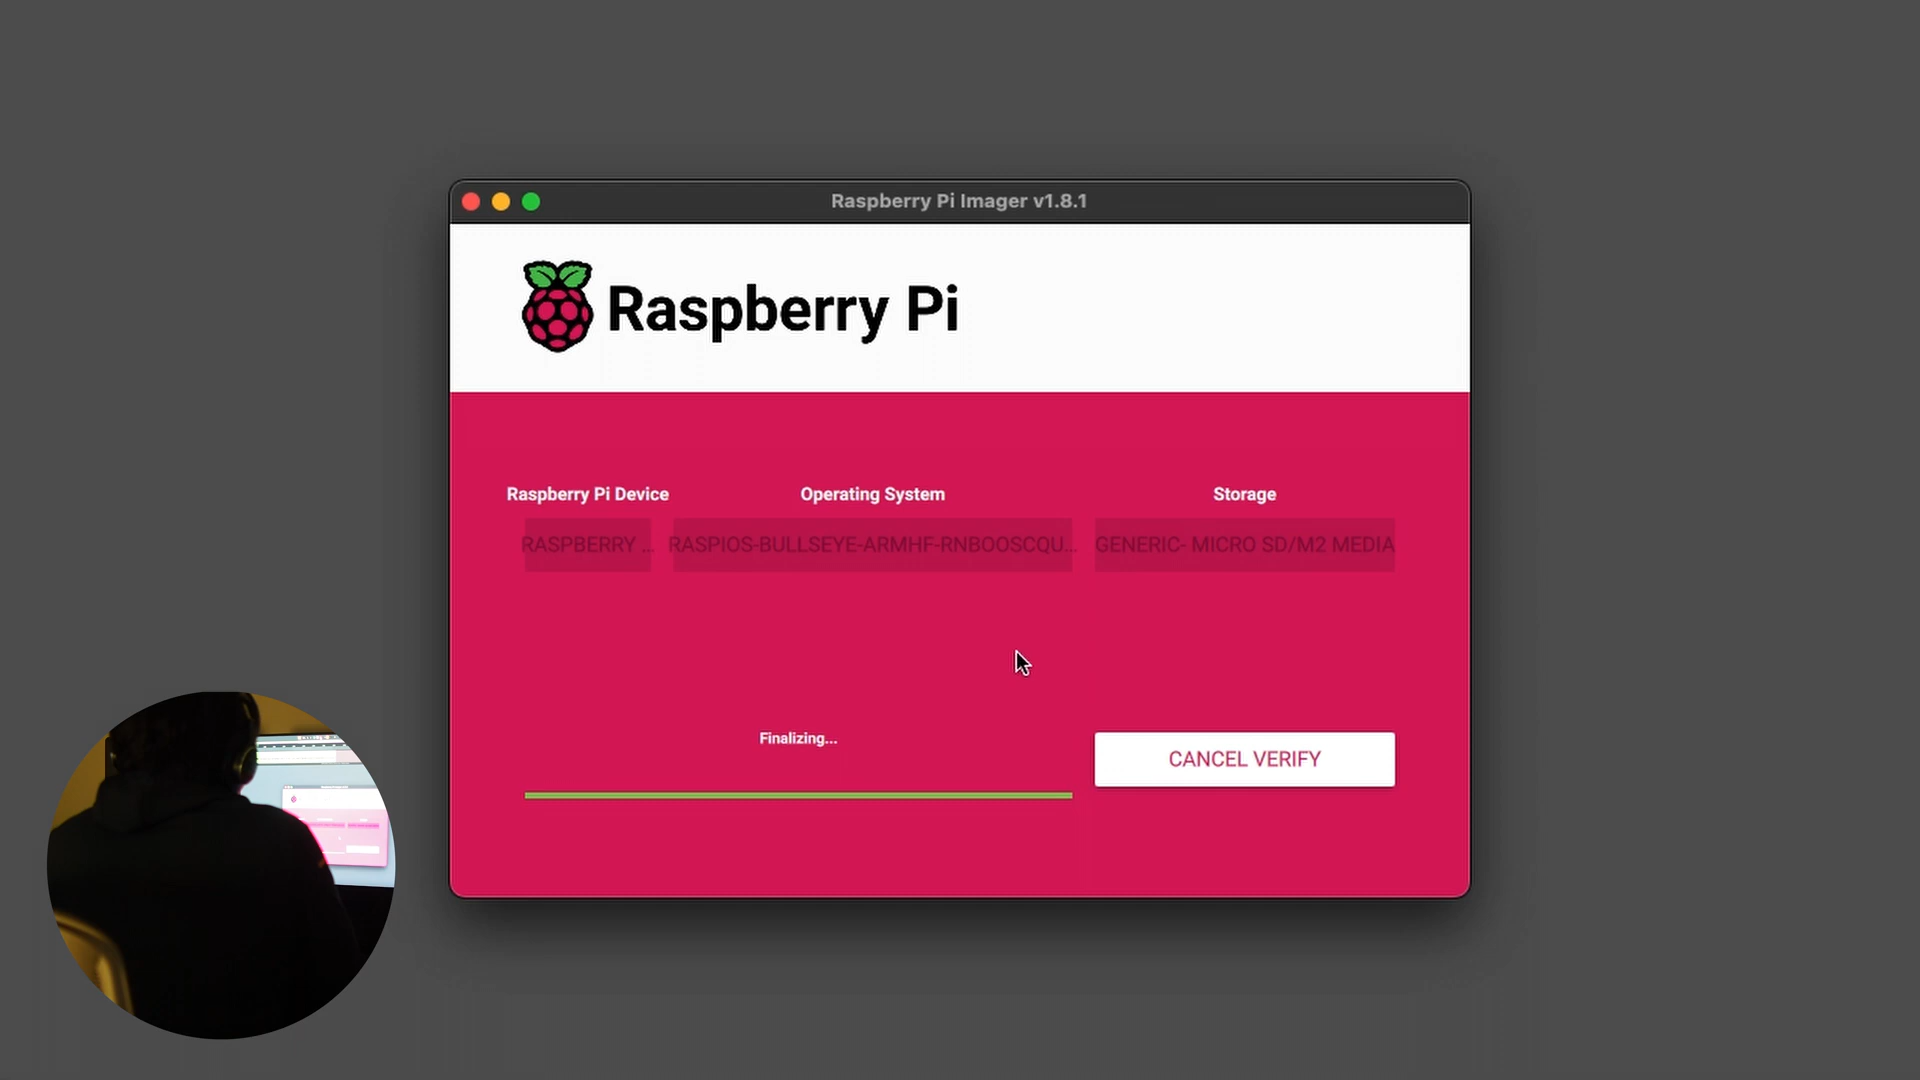 Raspberry Pi Imager v1.8.1
Raspberry Pi
Raspberry Pi Device
Operating System
Storage
RASPBERRY ...
RASPIOS-BULLSEYE-ARMHF-RNBOOSCQU...
GENERIC- MICRO SD/M2 MEDIA
Finalizing...
CANCEL VERIFY